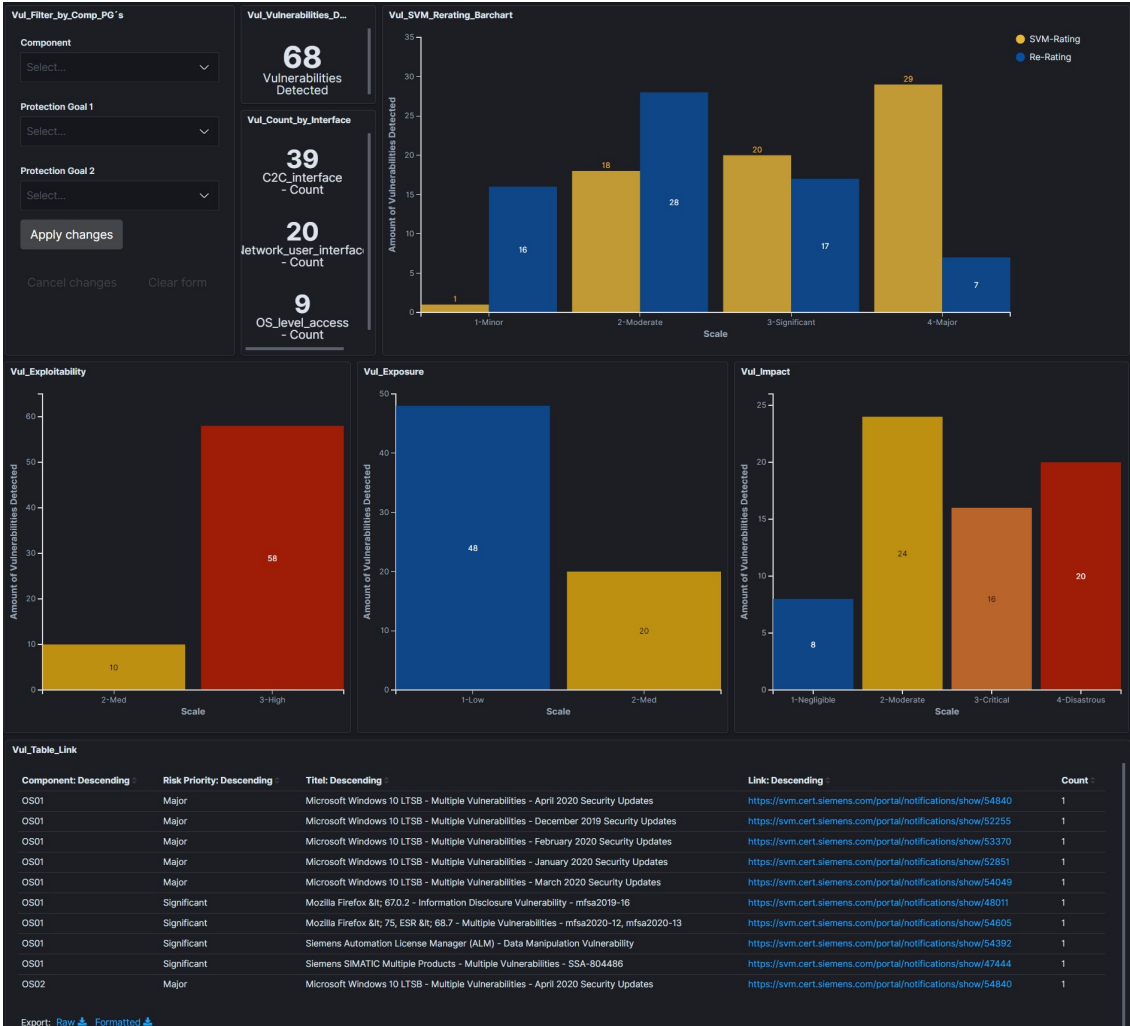 Vul_Filter_by_Comp_PG´s
Component
Select...
Protection Goal 1
Select...
Protection Goal 2
Select...
Apply changes
Cancel changes Clear form
Vul_Vulnerabilities_D...
68
Vulnerabilities
Detected
Vul_Count_by_Interface
39
C2C_interface
- Count
20
Network_user_interfac
- Count
9
OS_level_access
- Count
Vul_SVM_Rerating_Barchart
SVM-Rating
Re-Rating
Amount of Vulnerabilities Detected
35
30
25
20
15
10
5
0
1
16
18
28
20
17
29
7
1-Minor 2-Moderate 3-Significant 4-Major
Scale
Vul_Exploitability
Amount of Vulnerabilities Detected
60
50
40
30
20
10
0
10
58
2-Med 3-High
Scale
Vul_Exposure
Amount of Vulnerabilities Detected
50
40
30
20
10
0
48
20
1-Low 2-Med
Scale
Vul_Impact
Amount of Vulnerabilities Detected
25
20
15
10
5
0
8
24
16
20
1-Negligible 2-Moderate 3-Critical 4-Disastrous
Scale
Vul_Table_Link
Component: Descending Risk Priority: Descending Titel: Descending Link: Descending Count
OS01 Major Microsoft Windows 10 LTSB - Multiple Vulnerabilities - April 2020 Security Updates https://svm.cert.siemens.com/portal/notifications/show/54840 1
OS01 Major Microsoft Windows 10 LTSB - Multiple Vulnerabilities - December 2019 Security Updates https://svm.cert.siemens.com/portal/notifications/show/52255 1
OS01 Major Microsoft Windows 10 LTSB - Multiple Vulnerabilities - February 2020 Security Updates https://svm.cert.siemens.com/portal/notifications/show/53370 1
OS01 Major Microsoft Windows 10 LTSB - Multiple Vulnerabilities - January 2020 Security Updates https://svm.cert.siemens.com/portal/notifications/show/52851 1
OS01 Major Microsoft Windows 10 LTSB - Multiple Vulnerabilities - March 2020 Security Updates https://svm.cert.siemens.com/portal/notifications/show/54049 1
OS01 Significant Mozilla Firefox &lt; 67.0.2 - Information Disclosure Vulnerability - mfsa2019-16 https://svm.cert.siemens.com/portal/notifications/show/48011 1
OS01 Significant Mozilla Firefox &lt; 75, ESR &lt; 68.7 - Multiple Vulnerabilities - mfsa2020-12, mfsa2020-13 https://svm.cert.siemens.com/portal/notifications/show/54605 1
OS01 Significant Siemens Automation License Manager (ALM) - Data Manipulation Vulnerability https://svm.cert.siemens.com/portal/notifications/show/54392 1
OS01 Significant Siemens SIMATIC Multiple Products - Multiple Vulnerabilities - SSA-804486 https://svm.cert.siemens.com/portal/notifications/show/47444 1
OS02 Major Microsoft Windows 10 LTSB - Multiple Vulnerabilities - April 2020 Security Updates https://svm.cert.siemens.com/portal/notifications/show/54840 1
Export: Raw Formatted